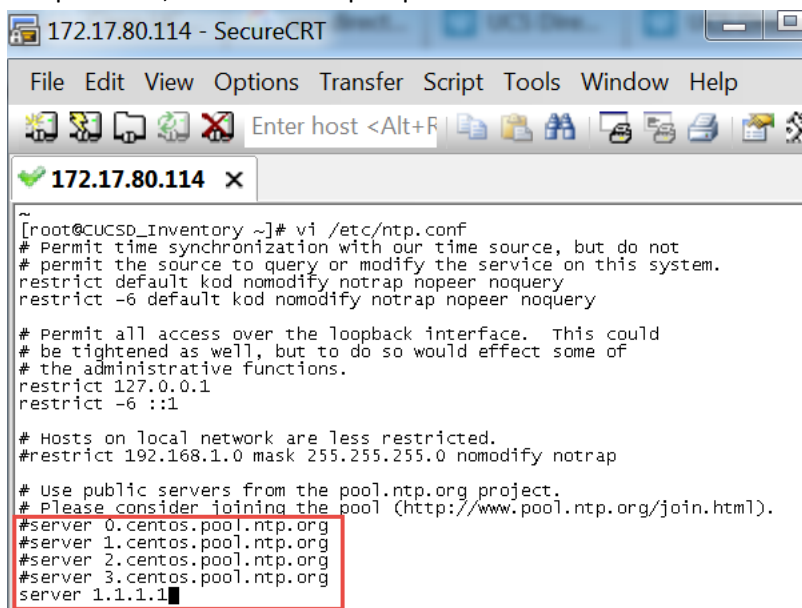 172.17.80.114 - SecureCRT
File Edit View Options Transfer Script Tools Window Help
Enter host <Alt+R
172.17.80.114 ×
~
[root@CUCSD_Inventory ~]# vi /etc/ntp.conf
# Permit time synchronization with our time source, but do not
# permit the source to query or modify the service on this system.
restrict default kod nomodify notrap nopeer noquery
restrict -6 default kod nomodify notrap nopeer noquery
# Permit all access over the loopback interface.  This could
# be tightened as well, but to do so would effect some of
# the administrative functions.
restrict 127.0.0.1
restrict -6 ::1
# Hosts on local network are less restricted.
#restrict 192.168.1.0 mask 255.255.255.0 nomodify notrap
# Use public servers from the pool.ntp.org project.
# Please consider joining the pool (http://www.pool.ntp.org/join.html).
#server 0.centos.pool.ntp.org
#server 1.centos.pool.ntp.org
#server 2.centos.pool.ntp.org
#server 3.centos.pool.ntp.org
server 1.1.1.1